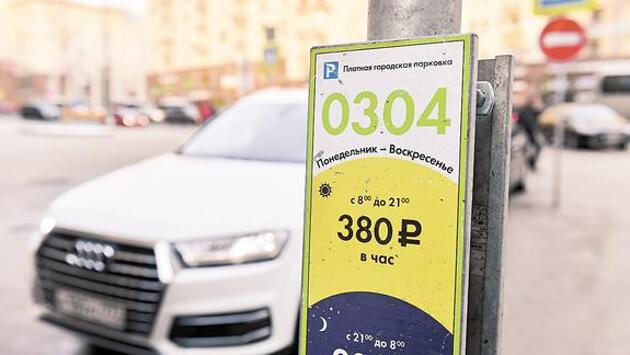 P Платная городская парковка
0304
Понедельник – Воскресенье
с 8⁰⁰ до 21⁰⁰
380 ₽
в час
с 21⁰⁰ до 8⁰⁰